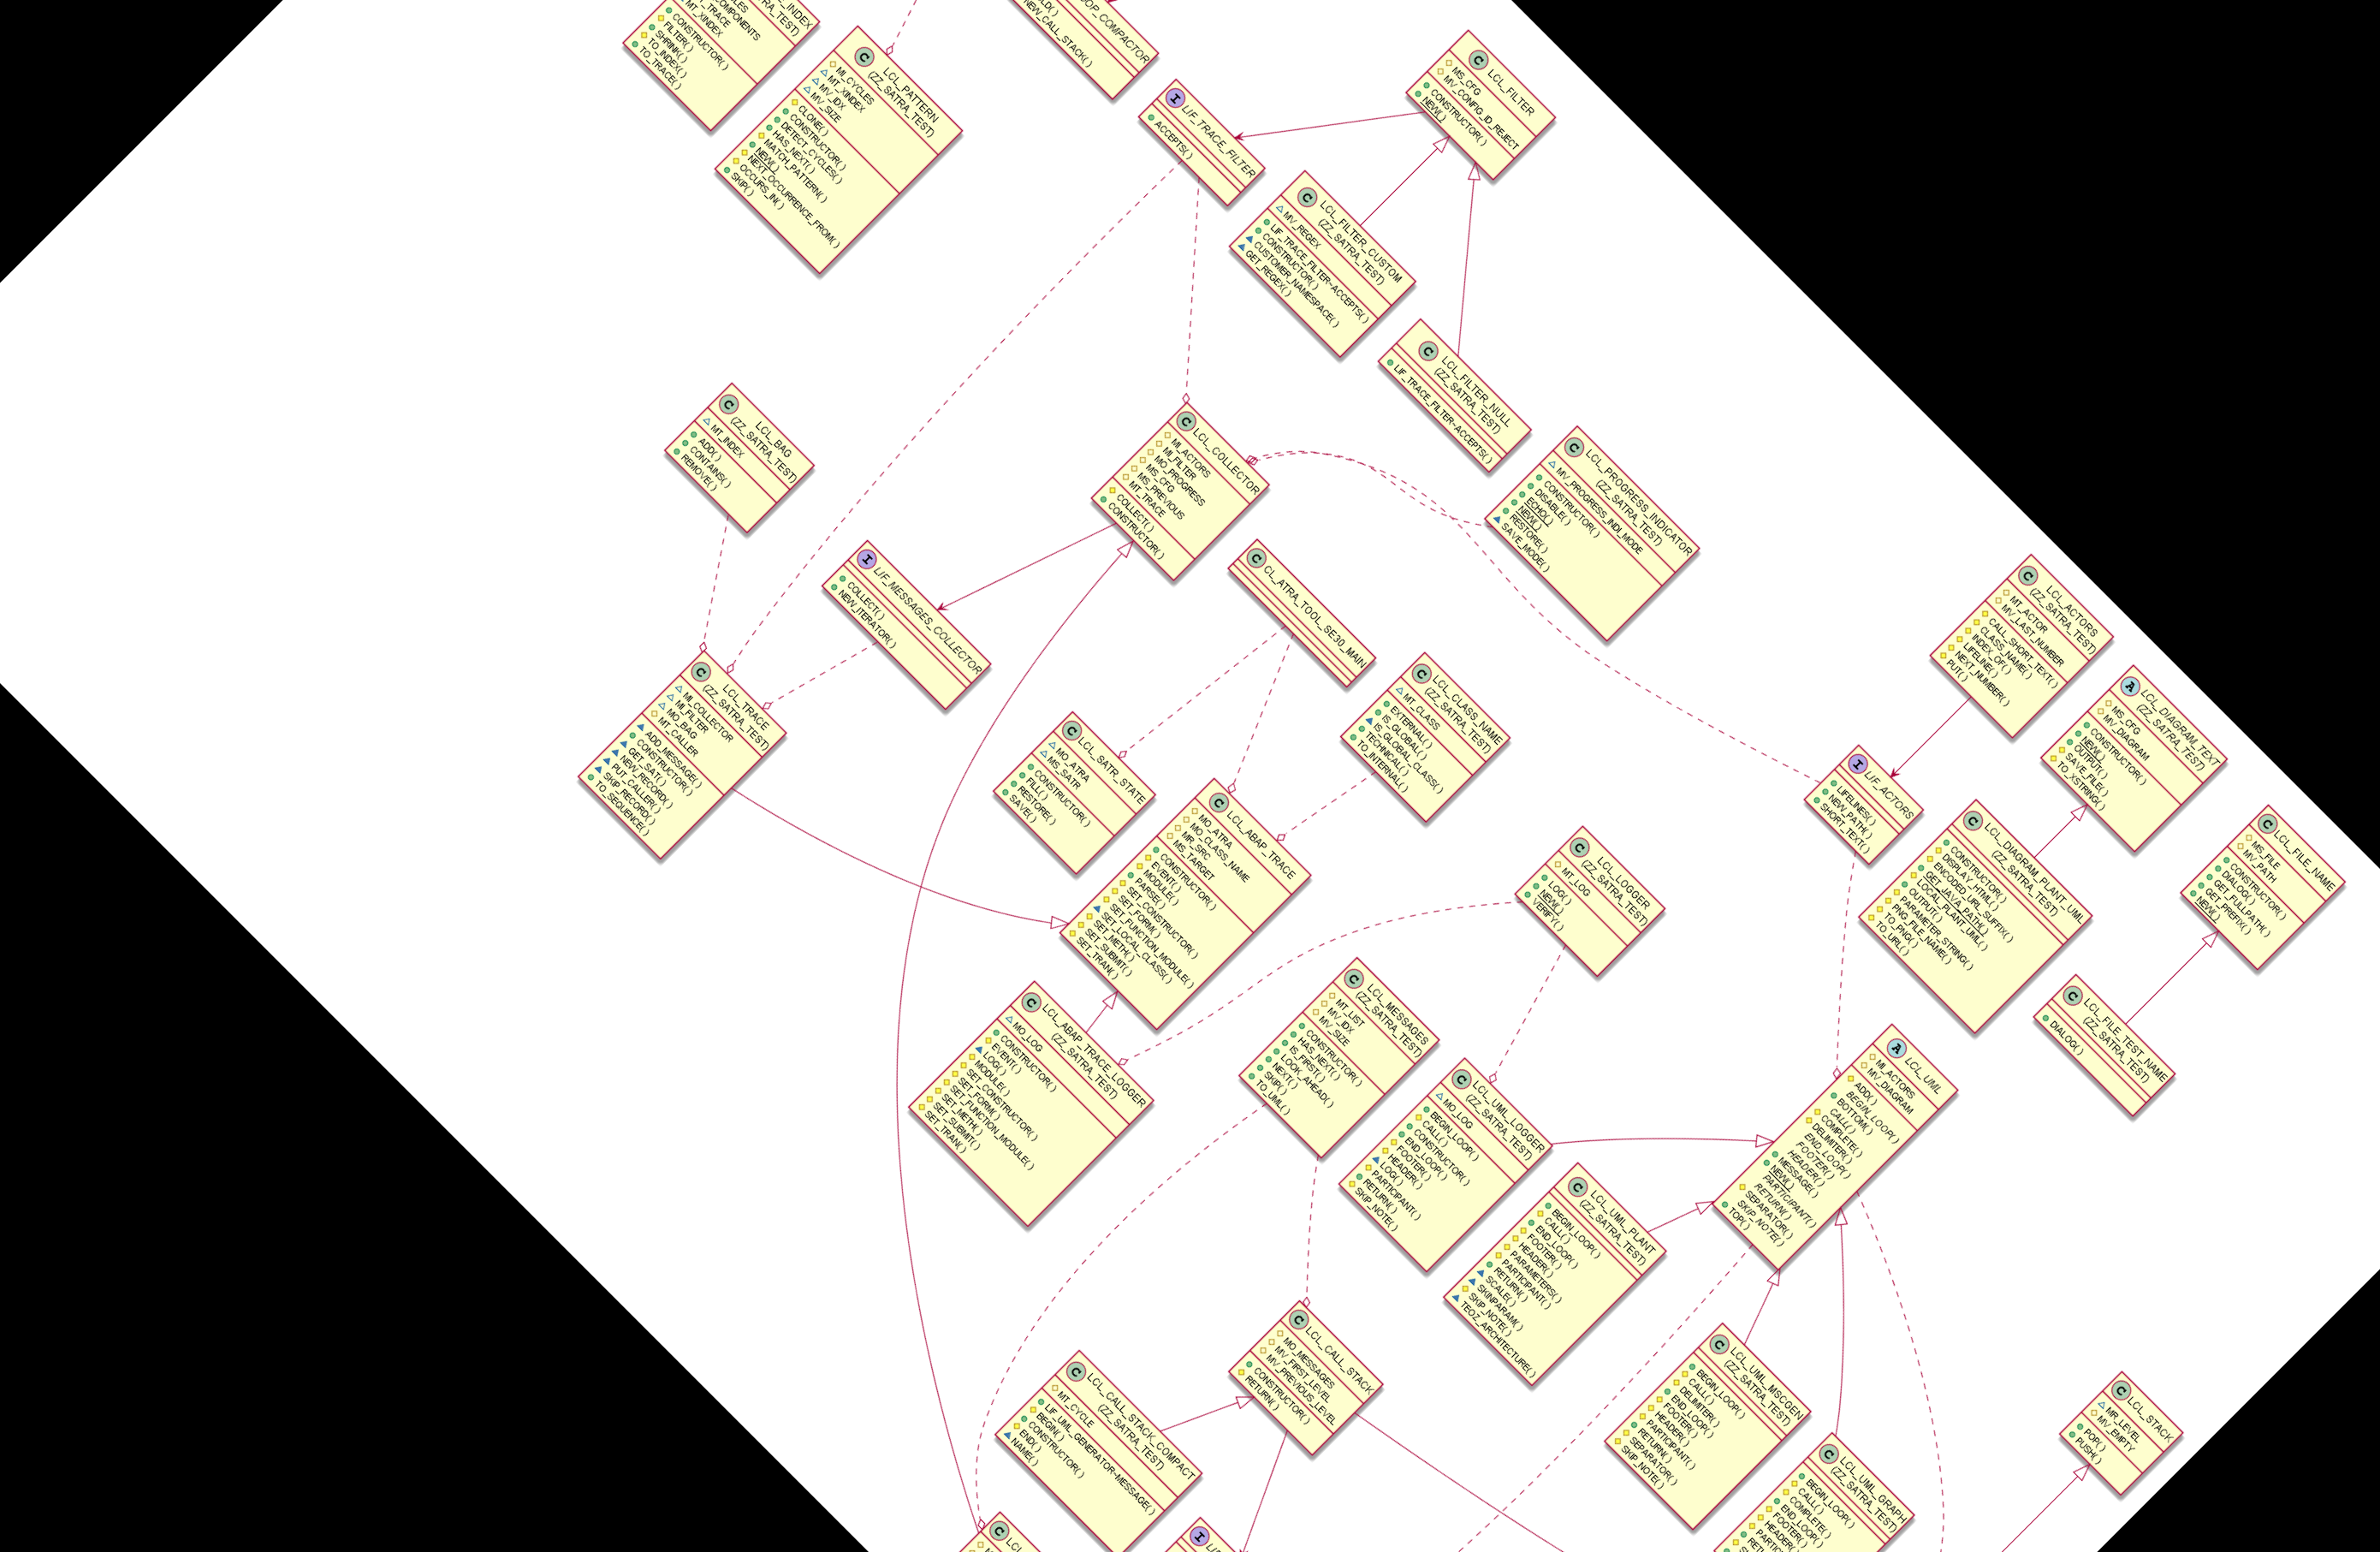 MT_XINDEX
CONSTRUCTOR()
FILTER()
SHRINK()
TO_INDEX()
TO_TRACE()
C
LCL_PATTERN
(ZZ_SATRA_TEST)
MI_CYCLES
MT_XINDEX
MV_IDX
MV_SIZE
CLONE()
CONSTRUCTOR()
DETECT_CYCLES()
HAS_NEXT()
MATCH_PATTERN()
NEW()
NEXT_OCCURRENCE_FROM()
OCCURS_IN()
SKIP()
NEW_CALL_STACK()
I
LIF_TRACE_FILTER
ACCEPTS()
C
LCL_FILTER
MS_CFG
MV_CONFIG_ID_REJECT
CONSTRUCTOR()
NEW()
C
LCL_FILTER_CUSTOM
(ZZ_SATRA_TEST)
MV_REGEX
LIF_TRACE_FILTER~ACCEPTS()
CONSTRUCTOR()
CUSTOMER_NAMESPACE()
GET_REGEX()
C
LCL_FILTER_NULL
(ZZ_SATRA_TEST)
LIF_TRACE_FILTER~ACCEPTS()
C
LCL_BAG
(ZZ_SATRA_TEST)
MT_INDEX
ADD()
CONTAINS()
REMOVE()
C
LCL_COLLECTOR
MI_ACTORS
MI_FILTER
MO_PROGRESS
MS_CFG
MS_PREVIOUS
MT_TRACE
COLLECT()
CONSTRUCTOR()
C
LCL_PROGRESS_INDICATOR
(ZZ_SATRA_TEST)
MV_PROGRESS_INDI_MODE
CONSTRUCTOR()
DISABLE()
ECHO()
NEW()
RESTORE()
SAVE_MODE()
I
LIF_MESSAGES_COLLECTOR
COLLECT()
NEW_ITERATOR()
C
CL_ATRA_TOOL_SE30_MAIN
C
LCL_TRACE
(ZZ_SATRA_TEST)
MI_COLLECTOR
MI_FILTER
MO_BAG
MT_CALLER
ADD_MESSAGE()
CONSTRUCTOR()
GET_SAT()
NEW_RECORD()
PUT_CALLER()
SKIP_RECORD()
TO_SEQUENCE()
C
LCL_SATR_STATE
MO_ATRA
MS_SATR
CONSTRUCTOR()
FILL()
RESTORE()
SAVE()
C
LCL_CLASS_NAME
(ZZ_SATRA_TEST)
MT_CLASS
EXTERNAL()
IS_GLOBAL()
IS_GLOBAL_CLASS()
TECHNICAL()
TO_INTERNAL()
C
LCL_ABAP_TRACE
MO_ATRA
MO_CLASS_NAME
MR_SRC
MS_TARGET
CONSTRUCTOR()
EVENT()
MODULE()
PARSE()
SET_CONSTRUCTOR()
SET_FORM()
SET_FUNCTION_MODULE()
SET_LOCAL_CLASS()
SET_METH()
SET_SUBMIT()
SET_TRAN()
C
LCL_ACTORS
(ZZ_SATRA_TEST)
MT_ACTOR
MV_LAST_NUMBER
CALL_SHORT_TEXT()
CLASS_NAME()
INDEX_OF()
LIFELINE()
NEXT_NUMBER()
PUT()
A
LCL_DIAGRAM_TEXT
(ZZ_SATRA_TEST)
MS_CFG
MV_DIAGRAM
CONSTRUCTOR()
NEW()
OUTPUT()
SAVE_FILE()
TO_XSTRING()
I
LIF_ACTORS
LIFELINES()
NEW_PATH()
SHORT_TEXT()
C
LCL_DIAGRAM_PLANT_UML
(ZZ_SATRA_TEST)
CONSTRUCTOR()
DISPLAY_HTML()
ENCODED_URL_SUFFIX()
GET_JAVA_PATH()
LOCAL_PLANT_UML()
OUTPUT()
PARAMETER_STRING()
PNG_FILE_NAME()
TO_PNG()
TO_URL()
C
LCL_FILE_NAME
MS_FILE
MV_PATH
CONSTRUCTOR()
DIALOG()
GET_FULLPATH()
GET_PREFIX()
NEW()
C
LCL_FILE_TEST_NAME
(ZZ_SATRA_TEST)
DIALOG()
C
LCL_LOGGER
(ZZ_SATRA_TEST)
MT_LOG
LOG()
NEW()
VERIFY()
C
LCL_ABAP_TRACE_LOGGER
(ZZ_SATRA_TEST)
MO_LOG
CONSTRUCTOR()
EVENT()
LOG()
MODULE()
SET_CONSTRUCTOR()
SET_FORM()
SET_FUNCTION_MODULE()
SET_METH()
SET_SUBMIT()
SET_TRAN()
C
LCL_MESSAGES
(ZZ_SATRA_TEST)
MT_LIST
MV_IDX
MV_SIZE
CONSTRUCTOR()
HAS_NEXT()
IS_FIRST()
LOOK_AHEAD()
NEXT()
SKIP()
TO_UML()
C
LCL_UML_LOGGER
(ZZ_SATRA_TEST)
MO_LOG
BEGIN_LOOP()
CALL()
CONSTRUCTOR()
END_LOOP()
FOOTER()
HEADER()
LOG()
PARTICIPANT()
RETURN()
SKIP_NOTE()
A
LCL_UML
MI_ACTORS
MV_DIAGRAM
ADD()
BEGIN_LOOP()
BOTTOM()
CALL()
COMPLETE()
DELIMITER()
END_LOOP()
FOOTER()
HEADER()
MESSAGE()
NEW()
PARTICIPANT()
RETURN()
SEPARATOR()
SKIP_NOTE()
TOP()
C
LCL_UML_PLANT
(ZZ_SATRA_TEST)
BEGIN_LOOP()
CALL()
END_LOOP()
FOOTER()
HEADER()
PARAMETERS()
PARTICIPANT()
RETURN()
SCALE()
SKINPARAM()
SKIP_NOTE()
TEOZ_ARCHITECTURE()
C
LCL_CALL_STACK
MO_MESSAGES
MV_FIRST_LEVEL
MV_PREVIOUS_LEVEL
CONSTRUCTOR()
RETURN()
C
LCL_CALL_STACK_COMPACT
(ZZ_SATRA_TEST)
MT_CYCLE
LIF_UML_GENERATOR~MESSAGE()
BEGIN()
CONSTRUCTOR()
END()
NAME()
C
LCL_UML_MSCGEN
(ZZ_SATRA_TEST)
BEGIN_LOOP()
CALL()
DELIMITER()
END_LOOP()
FOOTER()
HEADER()
PARTICIPANT()
RETURN()
SEPARATOR()
SKIP_NOTE()
C
LCL_UML_GRAPH
(ZZ_SATRA_TEST)
BEGIN_LOOP()
CALL()
COMPLETE()
END_LOOP()
FOOTER()
C
LCL_STACK
MR_LEVEL
MV_EMPTY
POP()
PUSH()
C
I